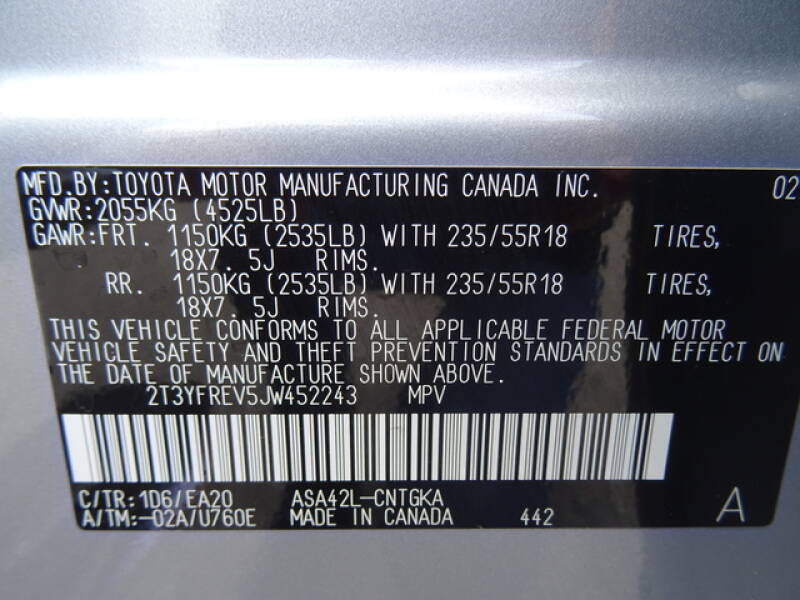 MFD.BY:TOYOTA MOTOR MANUFACTURING CANADA INC. 02
GVWR:2055KG (4525LB)
GAWR:FRT. 1150KG (2535LB) WITH 235/55R18 TIRES,
18X7. 5J RIMS.
RR. 1150KG (2535LB) WITH 235/55R18 TIRES,
18X7. 5J RIMS.
THIS VEHICLE CONFORMS TO ALL APPLICABLE FEDERAL MOTOR
VEHICLE SAFETY AND THEFT PREVENTION STANDARDS IN EFFECT ON
THE DATE OF MANUFACTURE SHOWN ABOVE.
2T3YFREV5JW452243 MPV
C/TR:1D6/EA20 ASA42L-CNTGKA
A/TM:-02A/U760E MADE IN CANADA 442 A